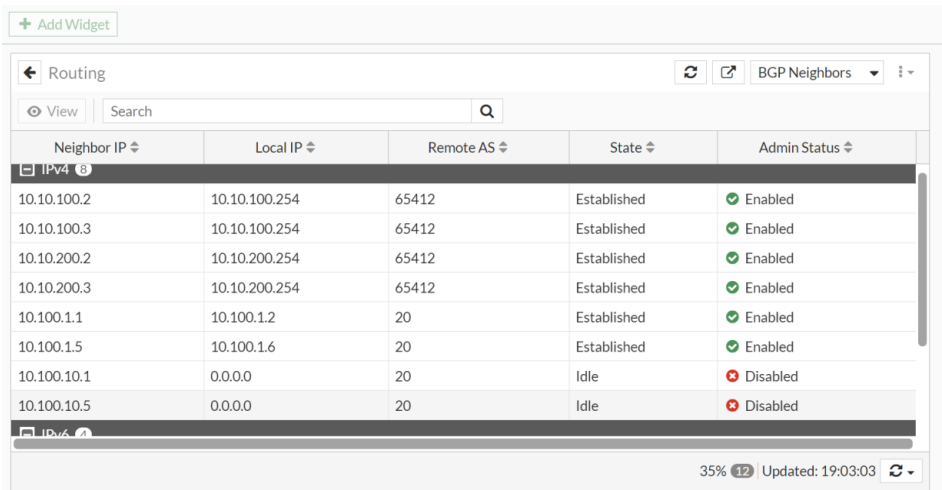 Add Widget
Routing BGP Neighbors
View Search
Neighbor IP Local IP Remote AS State Admin Status
IPv4 8
10.10.100.2 10.10.100.254 65412 Established Enabled
10.10.100.3 10.10.100.254 65412 Established Enabled
10.10.200.2 10.10.200.254 65412 Established Enabled
10.10.200.3 10.10.200.254 65412 Established Enabled
10.100.1.1 10.100.1.2 20 Established Enabled
10.100.1.5 10.100.1.6 20 Established Enabled
10.100.10.1 0.0.0.0 20 Idle Disabled
10.100.10.5 0.0.0.0 20 Idle Disabled
IPv6 4
35% 12 Updated: 19:03:03